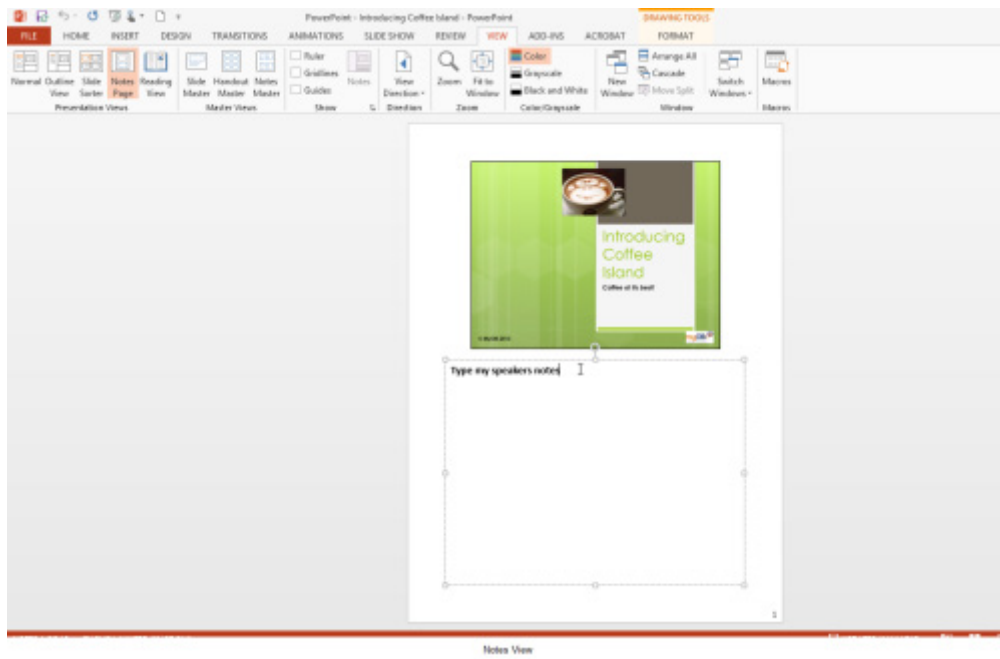 PowerPoint - Introducing Coffee Island - PowerPoint
DRAWING TOOLS
FILE HOME INSERT DESIGN TRANSITIONS ANIMATIONS SLIDE SHOW REVIEW VIEW ADD-INS ACROBAT FORMAT
Normal Outline View Slide Sorter Notes Page Reading View
Presentation Views
Slide Master Handout Master Notes Master
Master Views
Ruler
Gridlines
Guides
Notes
Show
View Direction
Direction
Zoom Fit to Window
Zoom
Color
Grayscale
Black and White
Color/Grayscale
New Window
Arrange All
Cascade
Move Split
Switch Windows
Window
Macros
Macros
Introducing
Coffee
Island
Coffee at its best!
Type my speakers notes
1
Notes View